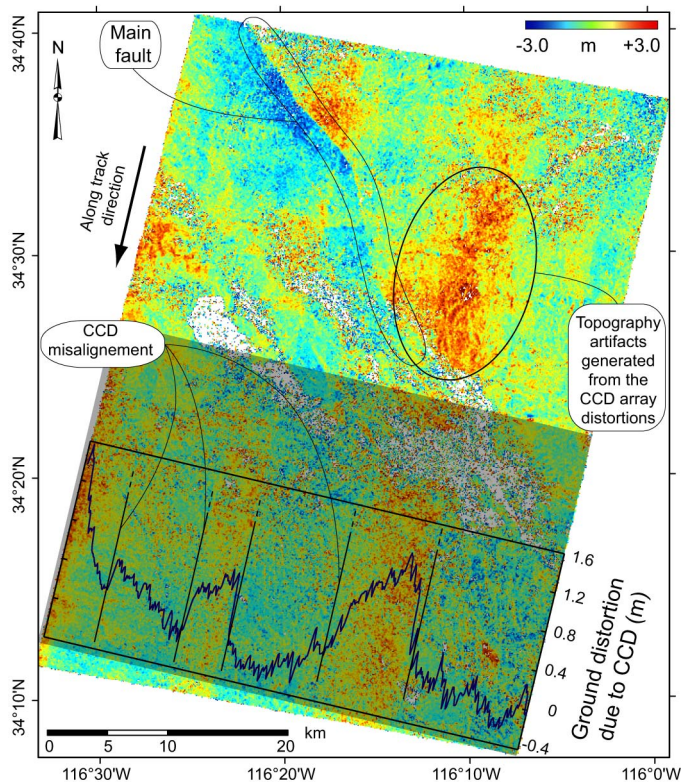 34°40'N
34°30'N
34°20'N
34°10'N
Main
fault
-3.0 m +3.0
N
Along track
direction
CCD
misalignement
Topography
artifacts
generated
from the
CCD array
distortions
1.6
1.2
0.8
0.4
0
-0.4
Ground distortion
due to CCD (m)
km
0 5 10 20
116°30'W 116°20'W 116°10'W 116°0'W